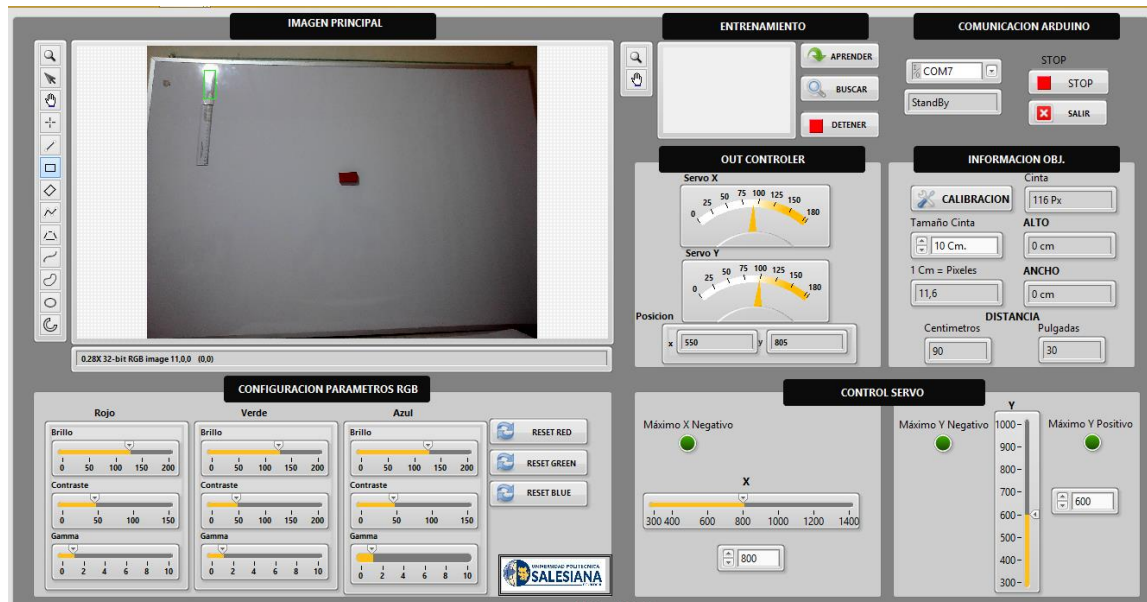 IMAGEN PRINCIPAL
0.28X 32-bit RGB image 11,0,0 (0,0)
ENTRENAMIENTO
APRENDER
BUSCAR
DETENER
COMUNICACION ARDUINO
COM7
StandBy
STOP
STOP
SALIR
OUT CONTROLER
Servo X
0 25 50 75 100 125 150 180
Servo Y
0 25 50 75 100 125 150 180
Posicion
x 550 y 805
INFORMACION OBJ.
CALIBRACION
Cinta
116 Px
Tamaño Cinta
10 Cm.
ALTO
0 cm
1 Cm = Pixeles
11,6
ANCHO
0 cm
DISTANCIA
Centimetros
90
Pulgadas
30
CONFIGURACION PARAMETROS RGB
Rojo
Brillo
0 50 100 150 200
Contraste
0 50 100 150
Gamma
0 2 4 6 8 10
Verde
Brillo
0 50 100 150 200
Contraste
0 50 100 150 200
Gamma
0 2 4 6 8 10
Azul
Brillo
0 50 100 150 200
Contraste
0 50 100 150
Gamma
0 2 4 6 8 10
RESET RED
RESET GREEN
RESET BLUE
UNIVERSIDAD POLITECNICA
SALESIANA
CONTROL SERVO
Máximo X Negativo
X
300 400 600 800 1000 1200 1400
800
Máximo Y Negativo
Y
1000
900
800
700
600
500
400
300
Máximo Y Positivo
600